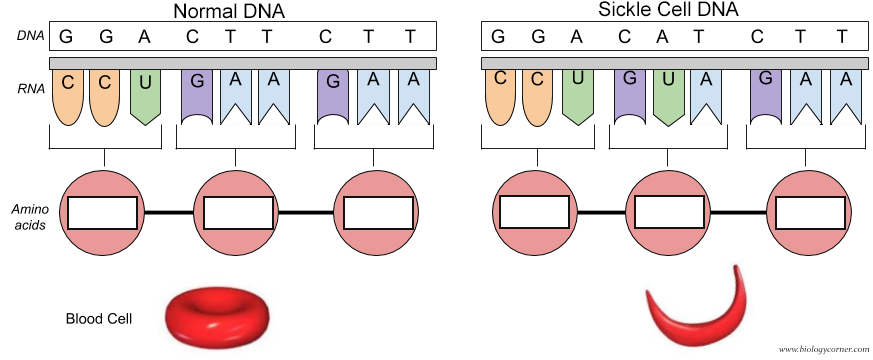 Normal DNA
DNA G G A C T T C T T
RNA C C U G A A G A A
Amino
acids
Blood Cell
Sickle Cell DNA
G G A C A T C T T
C C U G U A G A A
www.biologycorner.com